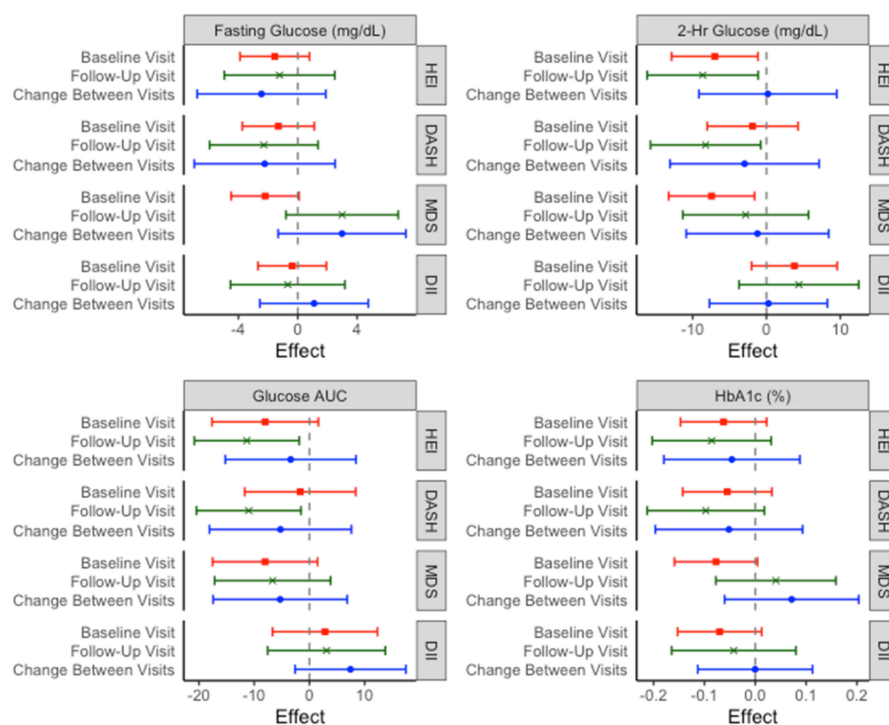 Fasting Glucose (mg/dL)
Baseline Visit
Follow-Up Visit
Change Between Visits
HEI
Baseline Visit
Follow-Up Visit
Change Between Visits
DASH
Baseline Visit
Follow-Up Visit
Change Between Visits
MDS
Baseline Visit
Follow-Up Visit
Change Between Visits
DII
-4 0 4
Effect
2-Hr Glucose (mg/dL)
Baseline Visit
Follow-Up Visit
Change Between Visits
HEI
Baseline Visit
Follow-Up Visit
Change Between Visits
DASH
Baseline Visit
Follow-Up Visit
Change Between Visits
MDS
Baseline Visit
Follow-Up Visit
Change Between Visits
DII
-10 0 10
Effect
Glucose AUC
Baseline Visit
Follow-Up Visit
Change Between Visits
HEI
Baseline Visit
Follow-Up Visit
Change Between Visits
DASH
Baseline Visit
Follow-Up Visit
Change Between Visits
MDS
Baseline Visit
Follow-Up Visit
Change Between Visits
DII
-20 -10 0 10
Effect
HbA1c (%)
Baseline Visit
Follow-Up Visit
Change Between Visits
HEI
Baseline Visit
Follow-Up Visit
Change Between Visits
DASH
Baseline Visit
Follow-Up Visit
Change Between Visits
MDS
Baseline Visit
Follow-Up Visit
Change Between Visits
DII
-0.2 -0.1 0.0 0.1 0.2
Effect